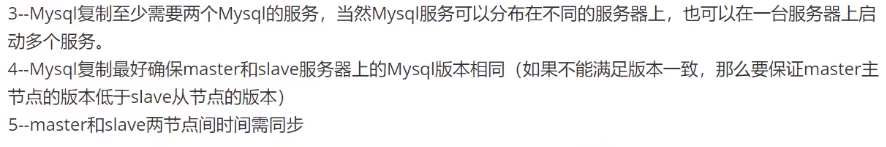 3--Mysql复制至少需要两个Mysql的服务，当然Mysql服务可以分布在不同的服务器上，也可以在一台服务器上启
动多个服务。
4--Mysql复制最好确保master和slave服务器上的Mysql版本相同（如果不能满足版本一致，那么要保证master主
节点的版本低于slave从节点的版本）
5--master和slave两节点间时间需同步